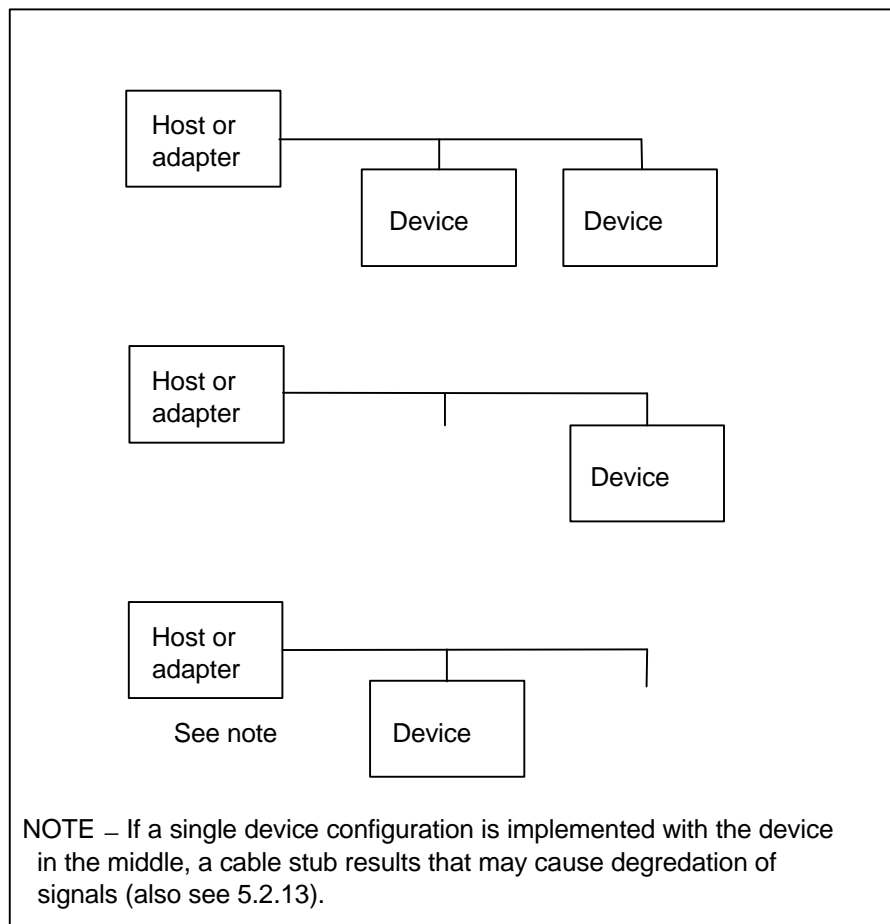 Host or
adapter
Device
Device
Host or
adapter
Device
Host or
adapter
See note
Device
NOTE – If a single device configuration is implemented with the device
in the middle, a cable stub results that may cause degredation of
signals (also see 5.2.13).